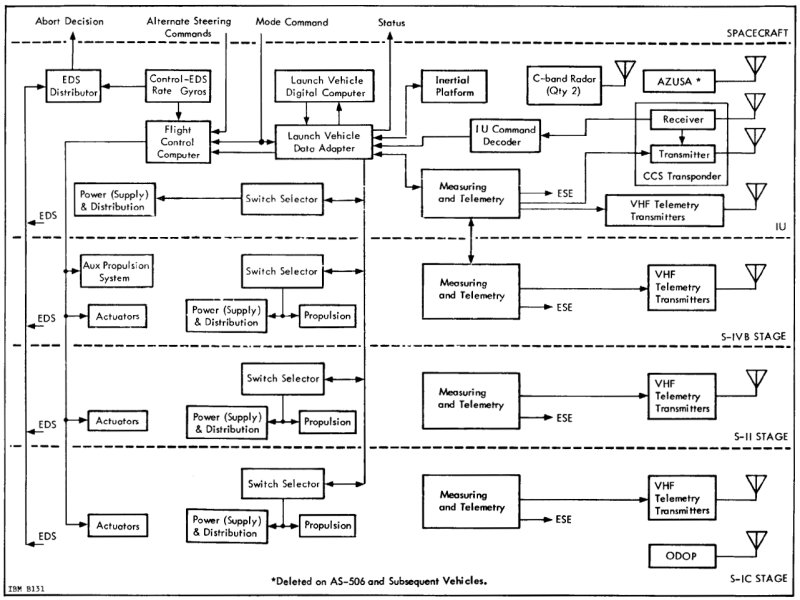 Abort Decision
Alternate Steering
Commands
Mode Command
Status
SPACECRAFT
EDS
Distributor
Control-EDS
Rate Gyros
Launch Vehicle
Digital Computer
Inertial
Platform
C-band Radar
(Qty 2)
AZUSA *
Flight
Control
Computer
Launch Vehicle
Data Adapter
IU Command
Decoder
Receiver
Transmitter
CCS Transponder
Power (Supply)
& Distribution
Switch Selector
Measuring
and Telemetry
ESE
VHF Telemetry
Transmitters
EDS
IU
Aux Propulsion
System
Switch Selector
Measuring
and Telemetry
VHF
Telemetry
Transmitters
Actuators
Power (Supply)
& Distribution
Propulsion
ESE
EDS
S-IVB STAGE
Switch Selector
Measuring
and Telemetry
VHF
Telemetry
Transmitters
Actuators
Power (Supply)
& Distribution
Propulsion
ESE
EDS
S-II STAGE
Switch Selector
Measuring
and Telemetry
VHF
Telemetry
Transmitters
Actuators
Power (Supply)
& Distribution
Propulsion
ESE
EDS
ODOP
*Deleted on AS-506 and Subsequent Vehicles.
S-IC STAGE
IBM B131